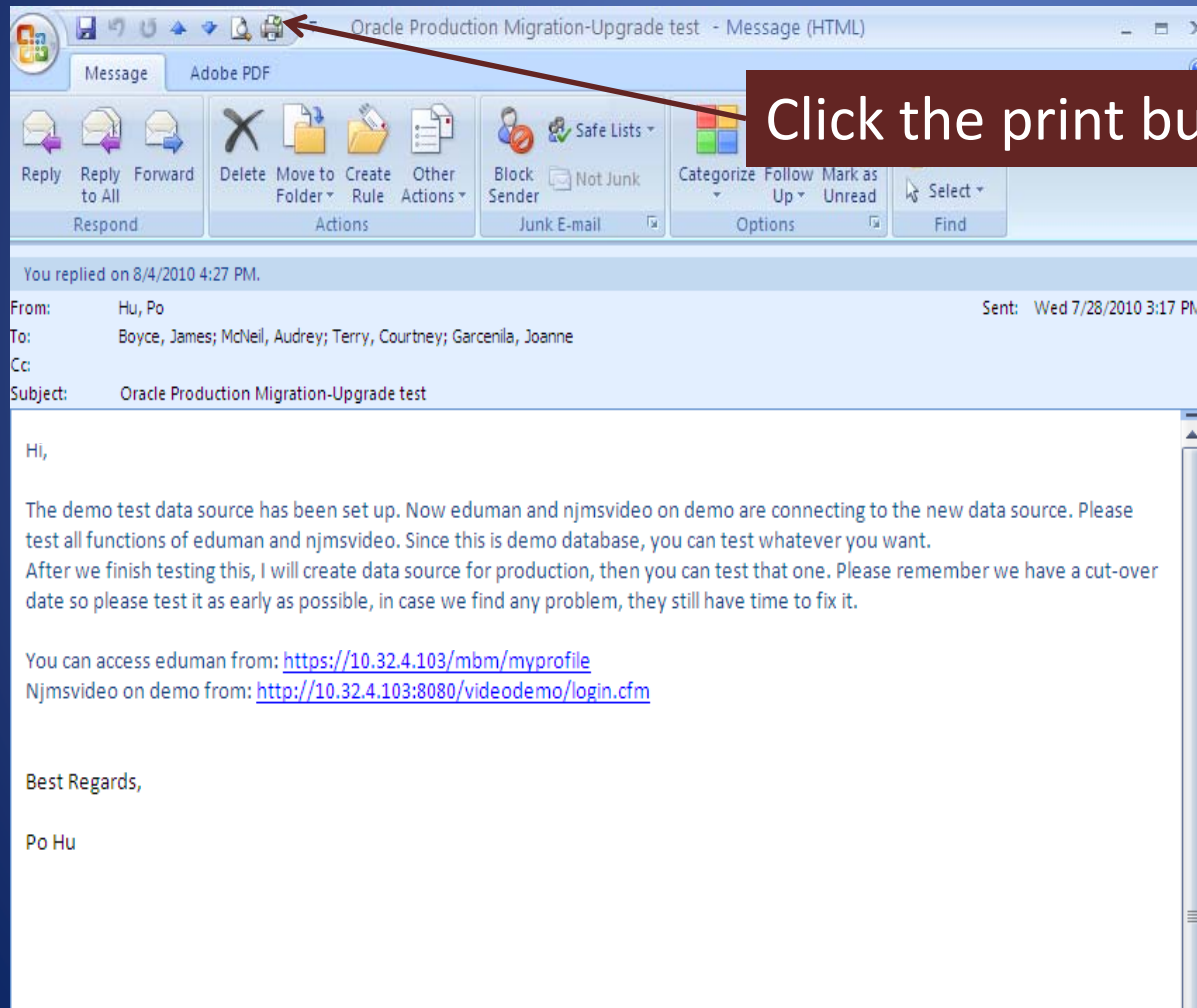 Oracle Production Migration-Upgrade test - Message (HTML)
Message Adobe PDF
Click the print bu
Reply Reply to All Forward
Respond
Delete Move to Folder Create Rule Other Actions
Actions
Block Sender Safe Lists Not Junk
Junk E-mail
Categorize Follow Up Mark as Unread
Options
Select
Find
You replied on 8/4/2010 4:27 PM.
From: Hu, Po Sent: Wed 7/28/2010 3:17 PM
To: Boyce, James; McNeil, Audrey; Terry, Courtney; Garcenila, Joanne
Cc:
Subject: Oracle Production Migration-Upgrade test
Hi,
The demo test data source has been set up. Now eduman and njmsvideo on demo are connecting to the new data source. Please
test all functions of eduman and njmsvideo. Since this is demo database, you can test whatever you want.
After we finish testing this, I will create data source for production, then you can test that one. Please remember we have a cut-over
date so please test it as early as possible, in case we find any problem, they still have time to fix it.
You can access eduman from: https://10.32.4.103/mbm/myprofile
Njmsvideo on demo from: http://10.32.4.103:8080/videodemo/login.cfm
Best Regards,
Po Hu